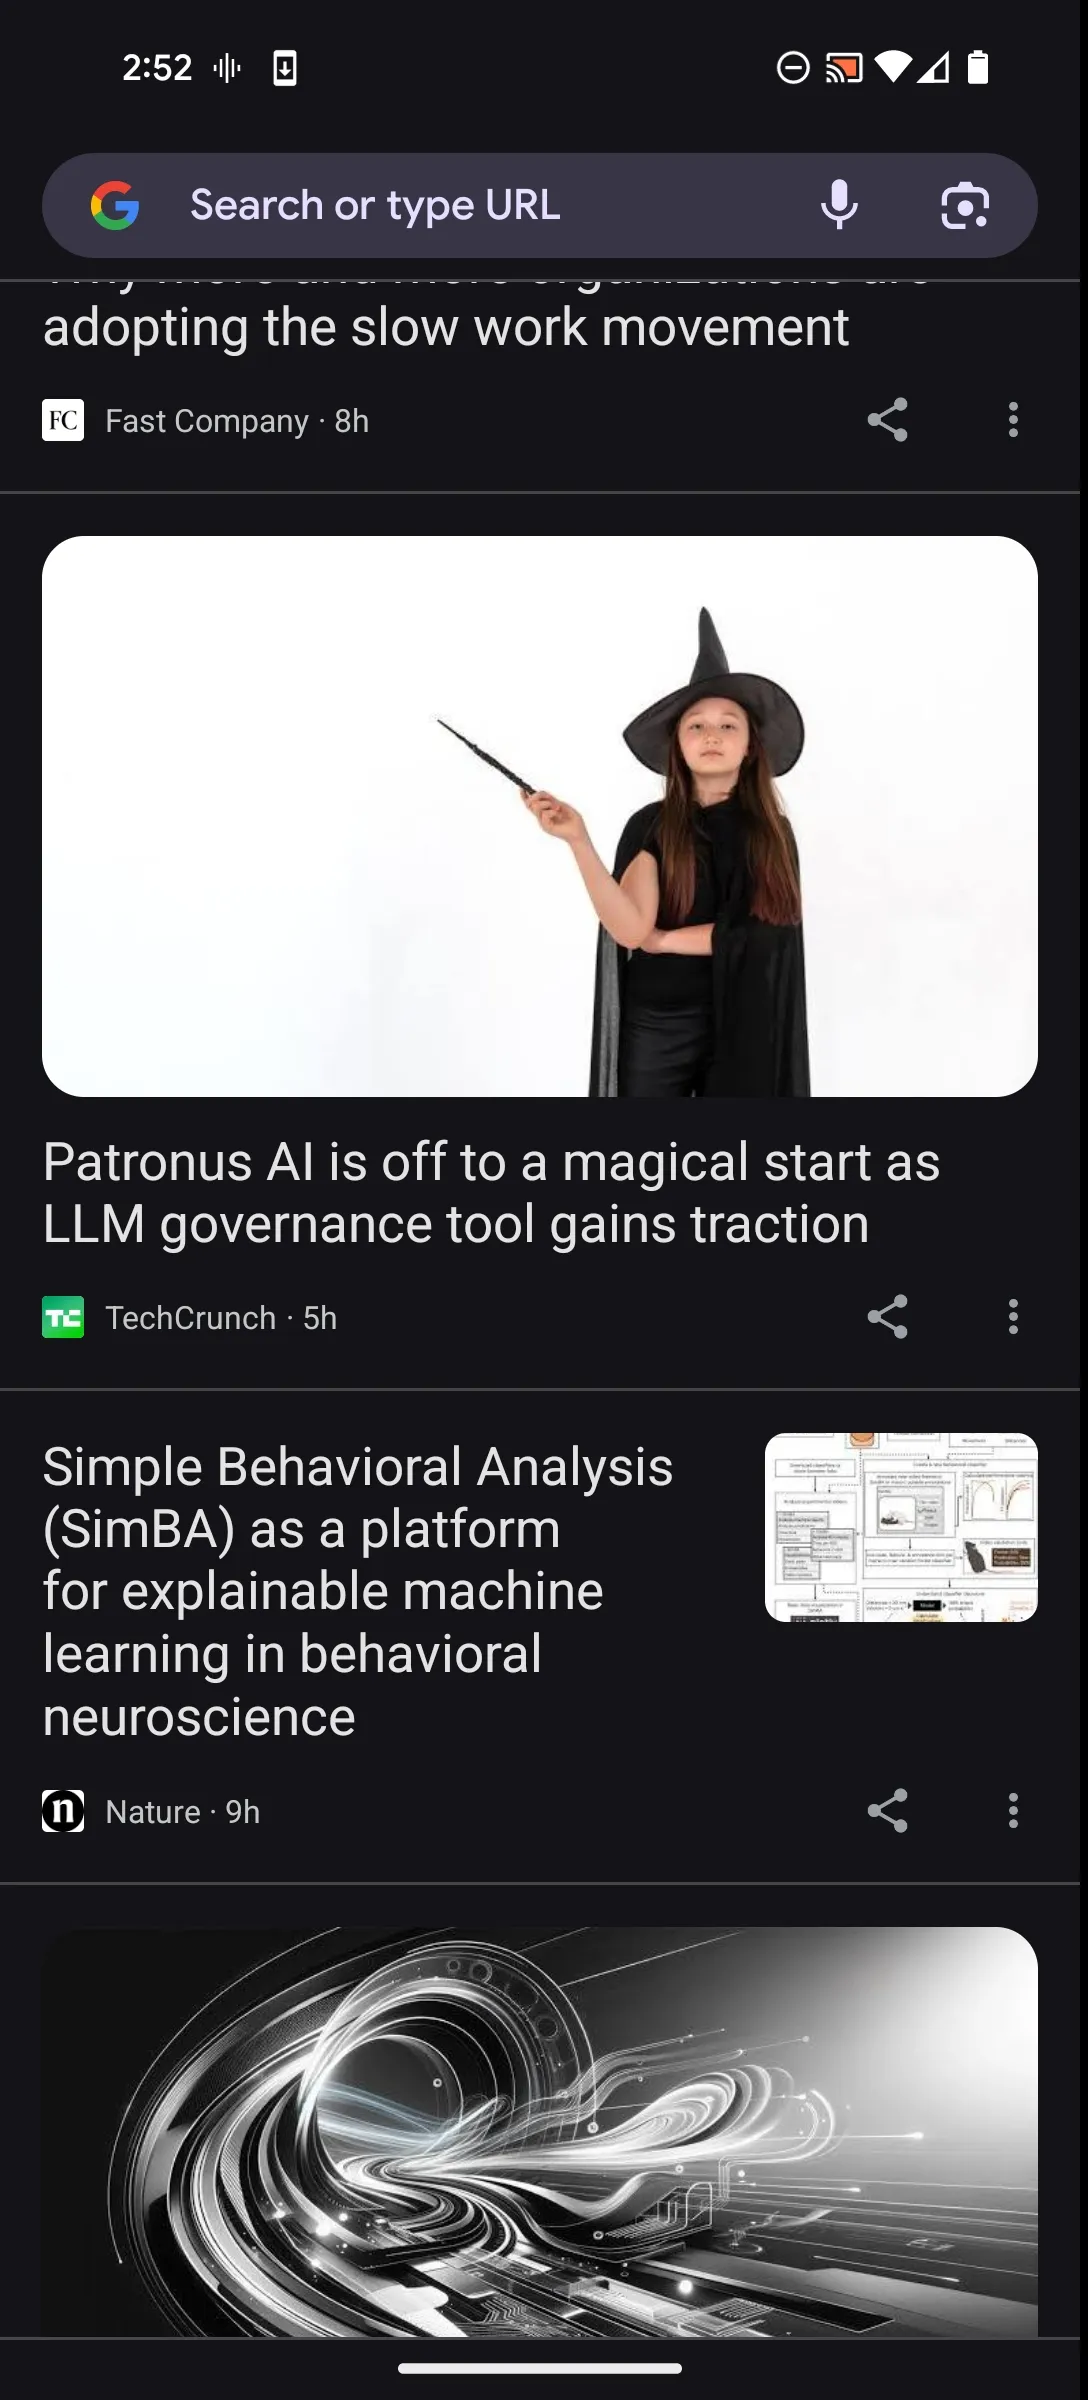 2:52
Search or type URL
adopting the slow work movement
FC Fast Company · 8h
Patronus AI is off to a magical start as
LLM governance tool gains traction
TC TechCrunch · 5h
Simple Behavioral Analysis
(SimBA) as a platform
for explainable machine
learning in behavioral
neuroscience
n Nature · 9h